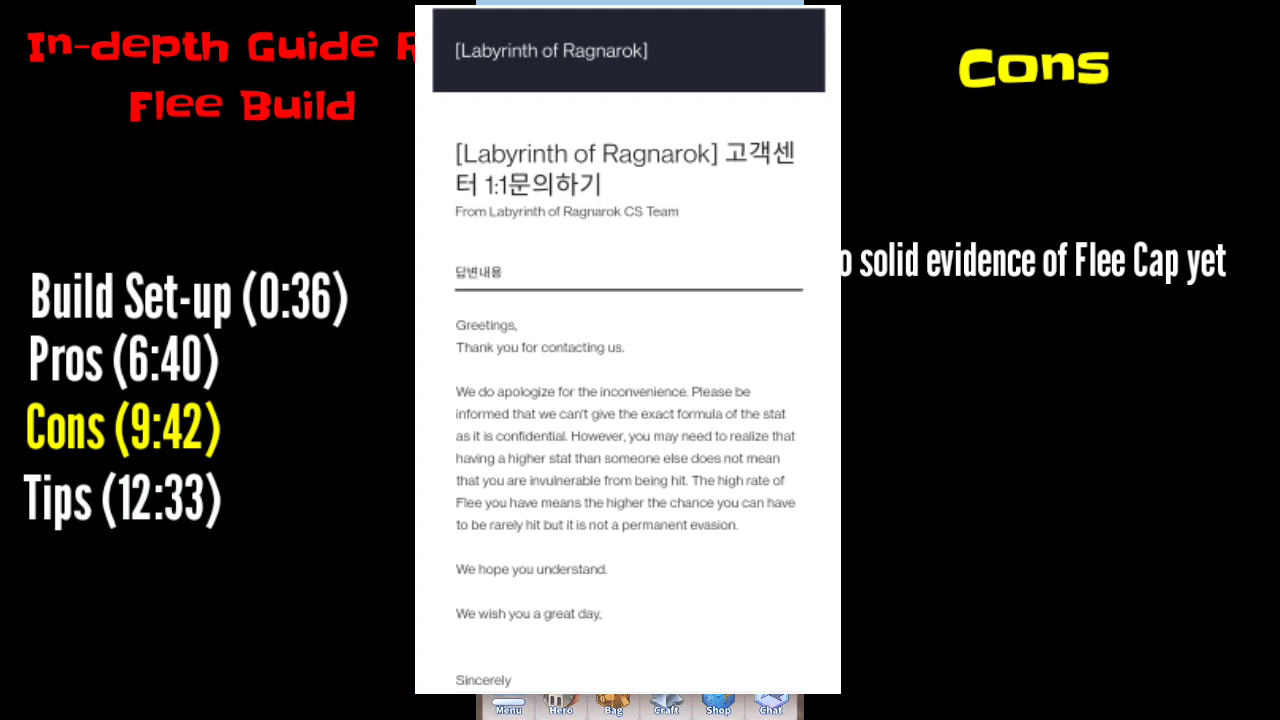 In-depth Guide R
Flee Build
Build Set-up (0:36)
Pros (6:40)
Cons (9:42)
Tips (12:33)
[Labyrinth of Ragnarok]
[Labyrinth of Ragnarok] 고객센
터 1:1문의하기
From Labyrinth of Ragnarok CS Team
답변내용
Greetings,
Thank you for contacting us.
We do apologize for the inconvenience. Please be
informed that we can't give the exact formula of the stat
as it is confidential. However, you may need to realize that
having a higher stat than someone else does not mean
that you are invulnerable from being hit. The high rate of
Flee you have means the higher the chance you can have
to be rarely hit but it is not a permanent evasion.
We hope you understand.
We wish you a great day,
Sincerely
Menu Hero Bag Craft Shop Chat
Cons
o solid evidence of Flee Cap yet